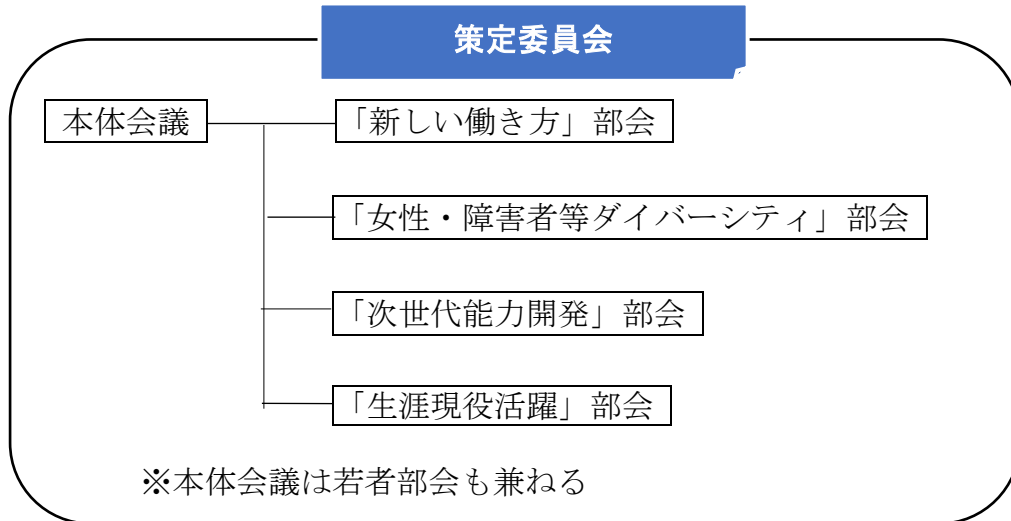 策定委員会
本体会議
「新しい働き方」部会
「女性・障害者等ダイバーシティ」部会
「次世代能力開発」部会
「生涯現役活躍」部会
※本体会議は若者部会も兼ねる